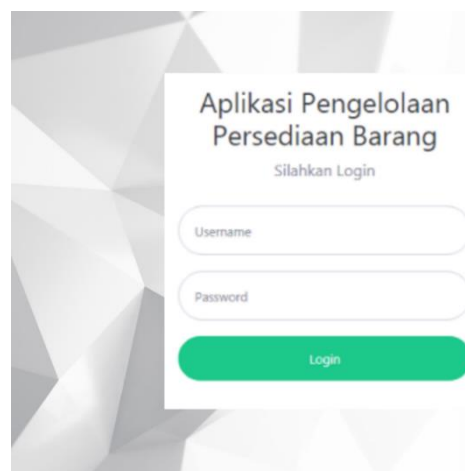 Aplikasi Pengelolaan
Persediaan Barang
Silahkan Login
Username
Password
Login